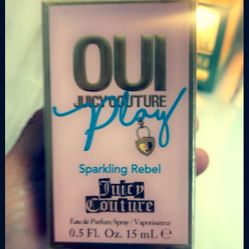 OUI
JUICY COUTURE
Play
Sparkling Rebel
Juicy
Couture
Eau de Parfum Spray / Vaporisateur
0.5 Fl. Oz. 15 mL e